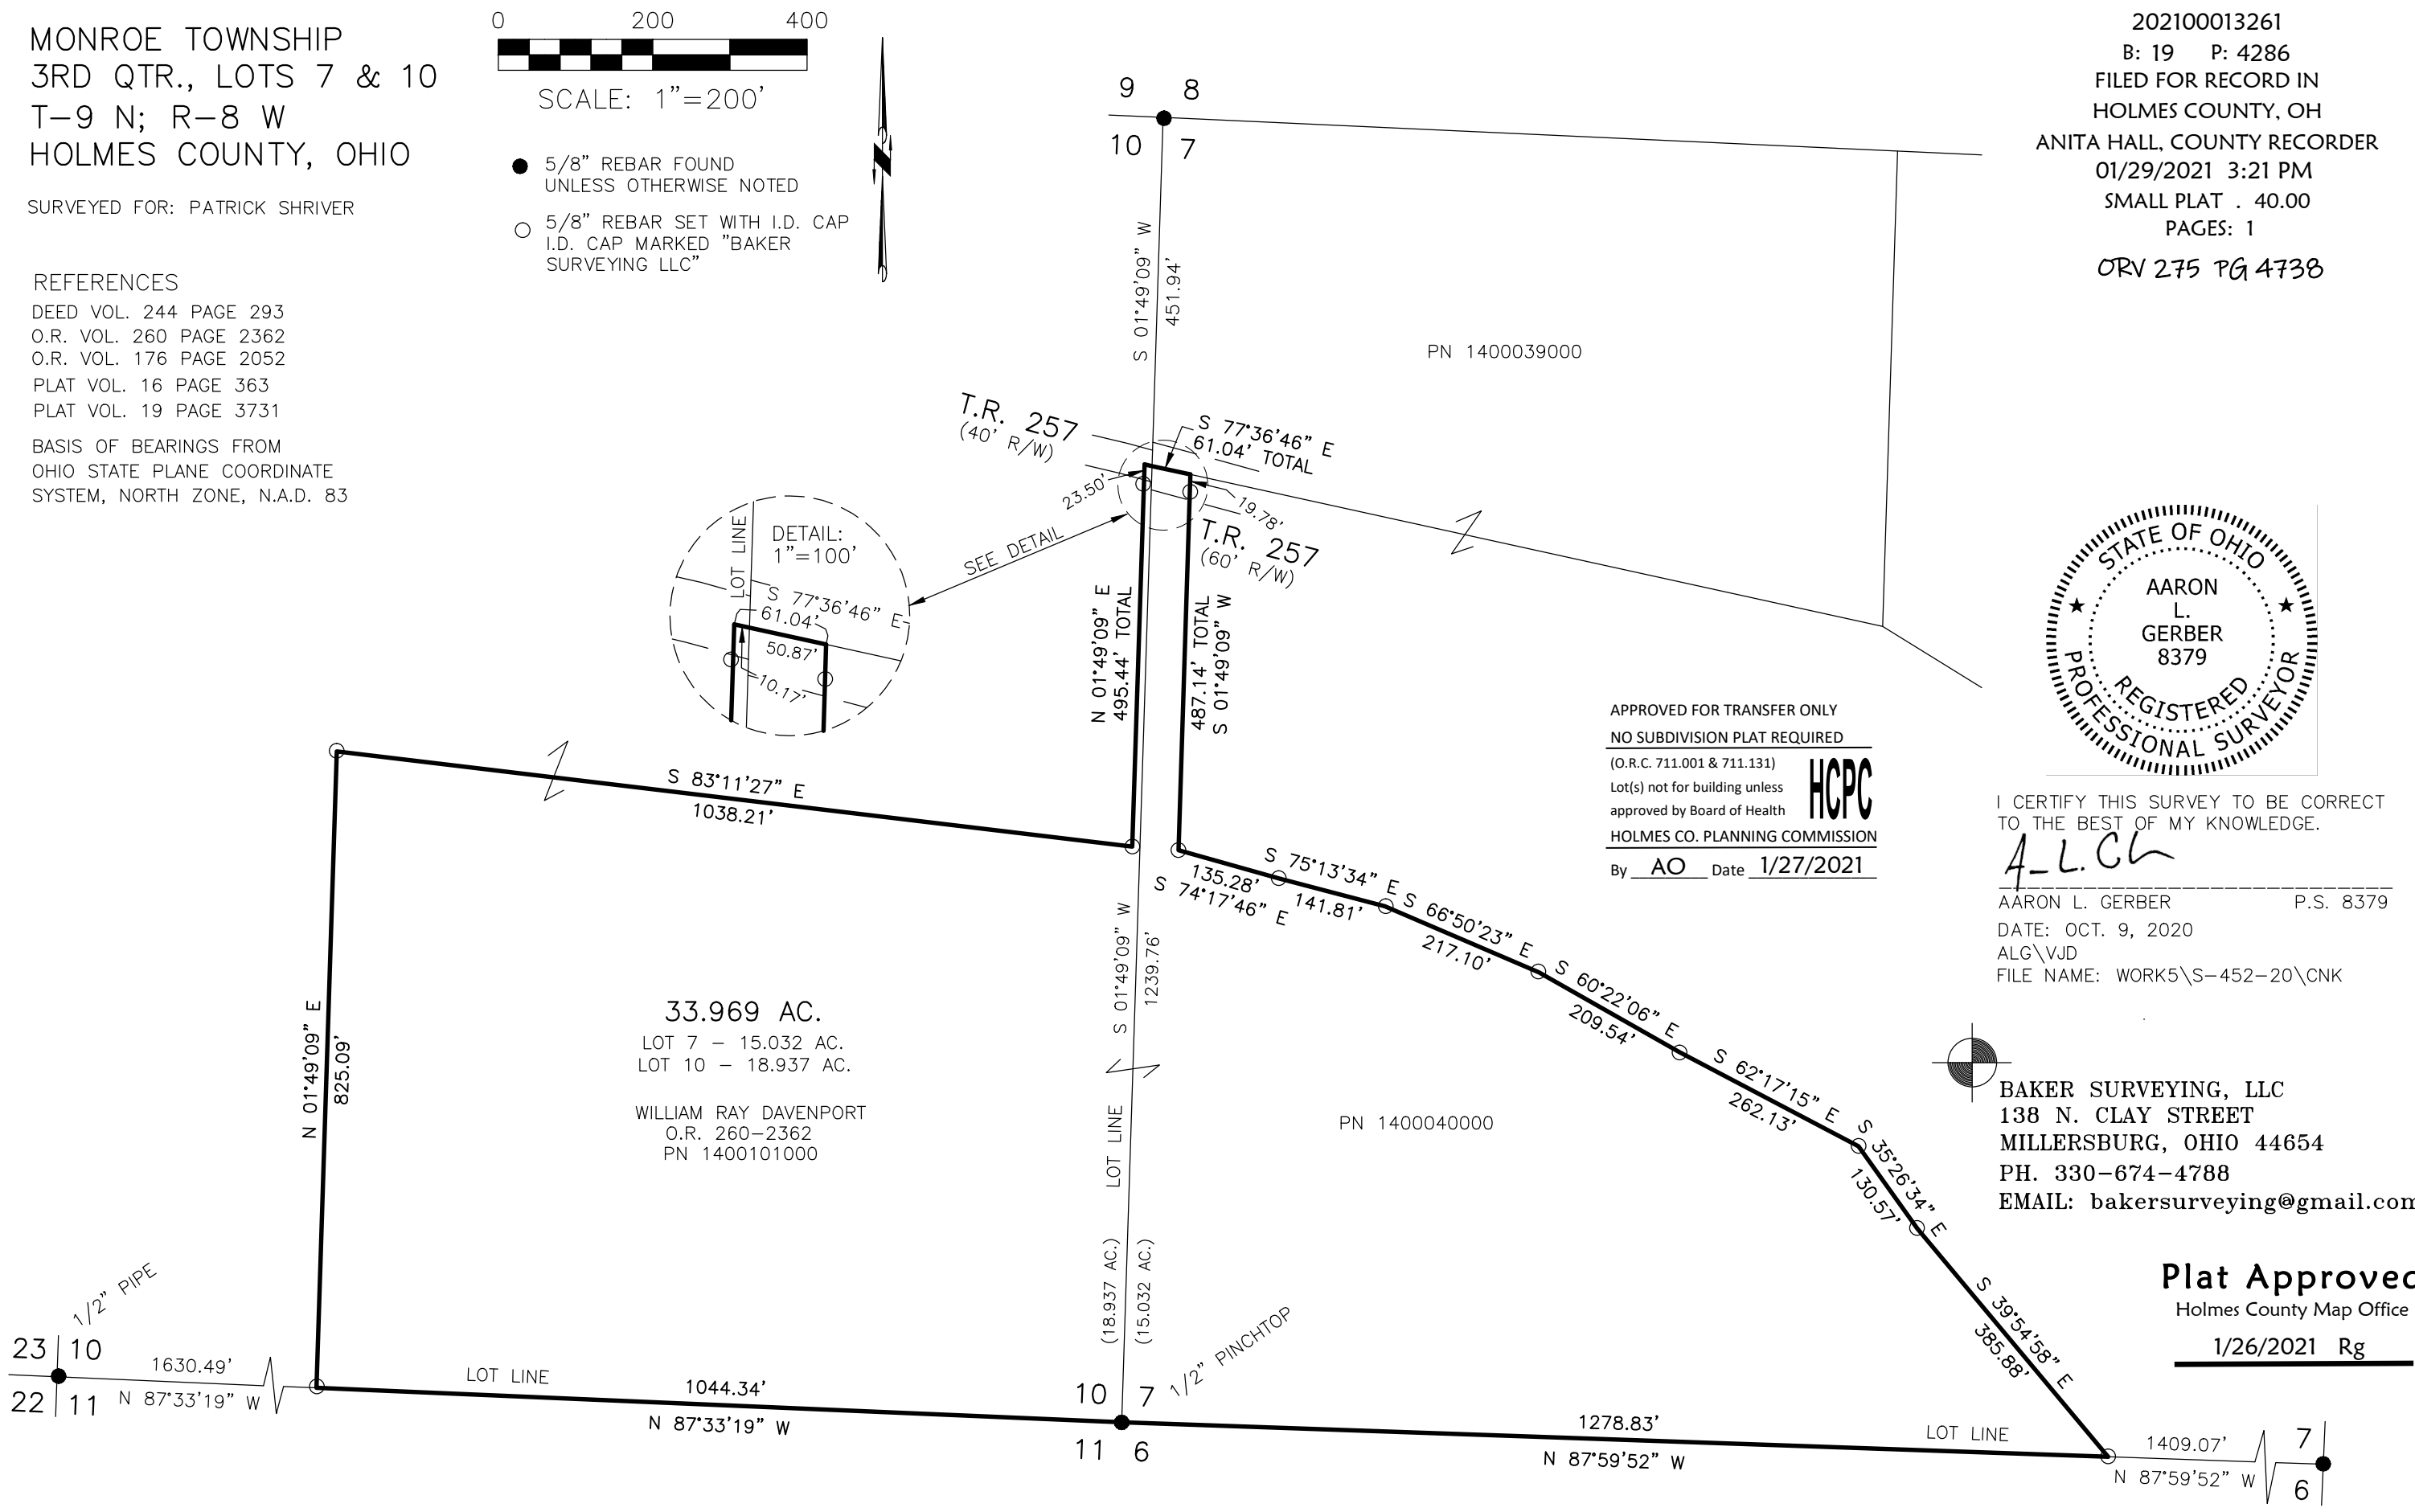 MONROE TOWNSHIP
3RD QTR., LOTS 7 & 10
T-9 N; R-8 W
HOLMES COUNTY, OHIO
SURVEYED FOR: PATRICK SHRIVER
REFERENCES
DEED VOL. 244 PAGE 293
O.R. VOL. 260 PAGE 2362
O.R. VOL. 176 PAGE 2052
PLAT VOL. 16 PAGE 363
PLAT VOL. 19 PAGE 3731
BASIS OF BEARINGS FROM
OHIO STATE PLANE COORDINATE
SYSTEM, NORTH ZONE, N.A.D. 83
0 200 400
SCALE: 1"=200'
5/8" REBAR FOUND
UNLESS OTHERWISE NOTED
5/8" REBAR SET WITH I.D. CAP
I.D. CAP MARKED "BAKER
SURVEYING LLC"
N
202100013261
B: 19 P: 4286
FILED FOR RECORD IN
HOLMES COUNTY, OH
ANITA HALL, COUNTY RECORDER
01/29/2021 3:21 PM
SMALL PLAT . 40.00
PAGES: 1
ORV 275 PG 4738
9 8
10 7
S 01°49'09" W
451.94'
PN 1400039000
T.R. 257
(40' R/W)
S 77°36'46" E
61.04' TOTAL
23.50'
19.78'
T.R. 257
(60' R/W)
SEE DETAIL
DETAIL:
1"=100'
LOT LINE
S 77°36'46" E
61.04'
50.87'
10.17'
N 01°49'09" E
495.44' TOTAL
487.14' TOTAL
S 01°49'09" W
S 83°11'27" E
1038.21'
135.28'
S 74°17'46" E
S 75°13'34" E
141.81'
S 66°50'23" E
217.10'
S 60°22'06" E
209.54'
S 62°17'15" E
262.13'
S 35°26'34" E
130.57'
S 39°54'58" E
385.88'
N 01°49'09" E
825.09'
33.969 AC.
LOT 7 - 15.032 AC.
LOT 10 - 18.937 AC.
WILLIAM RAY DAVENPORT
O.R. 260-2362
PN 1400101000
S 01°49'09" W
1239.76'
LOT LINE
(18.937 AC.)
(15.032 AC.)
PN 1400040000
1/2" PIPE
23 10
22 11
1630.49'
N 87°33'19" W
LOT LINE
1044.34'
N 87°33'19" W
10 7
11 6
1/2" PINCHTOP
1278.83'
N 87°59'52" W
LOT LINE
1409.07'
N 87°59'52" W
7
6
APPROVED FOR TRANSFER ONLY
NO SUBDIVISION PLAT REQUIRED
(O.R.C. 711.001 & 711.131)
Lot(s) not for building unless
approved by Board of Health
HCPC
HOLMES CO. PLANNING COMMISSION
By AO Date 1/27/2021
STATE OF OHIO
AARON
L.
GERBER
8379
REGISTERED
PROFESSIONAL SURVEYOR
I CERTIFY THIS SURVEY TO BE CORRECT
TO THE BEST OF MY KNOWLEDGE.
AARON L. GERBER P.S. 8379
DATE: OCT. 9, 2020
ALG\VJD
FILE NAME: WORK5\S-452-20\CNK
BAKER SURVEYING, LLC
138 N. CLAY STREET
MILLERSBURG, OHIO 44654
PH. 330-674-4788
EMAIL: bakersurveying@gmail.com
Plat Approved
Holmes County Map Office
1/26/2021 Rg